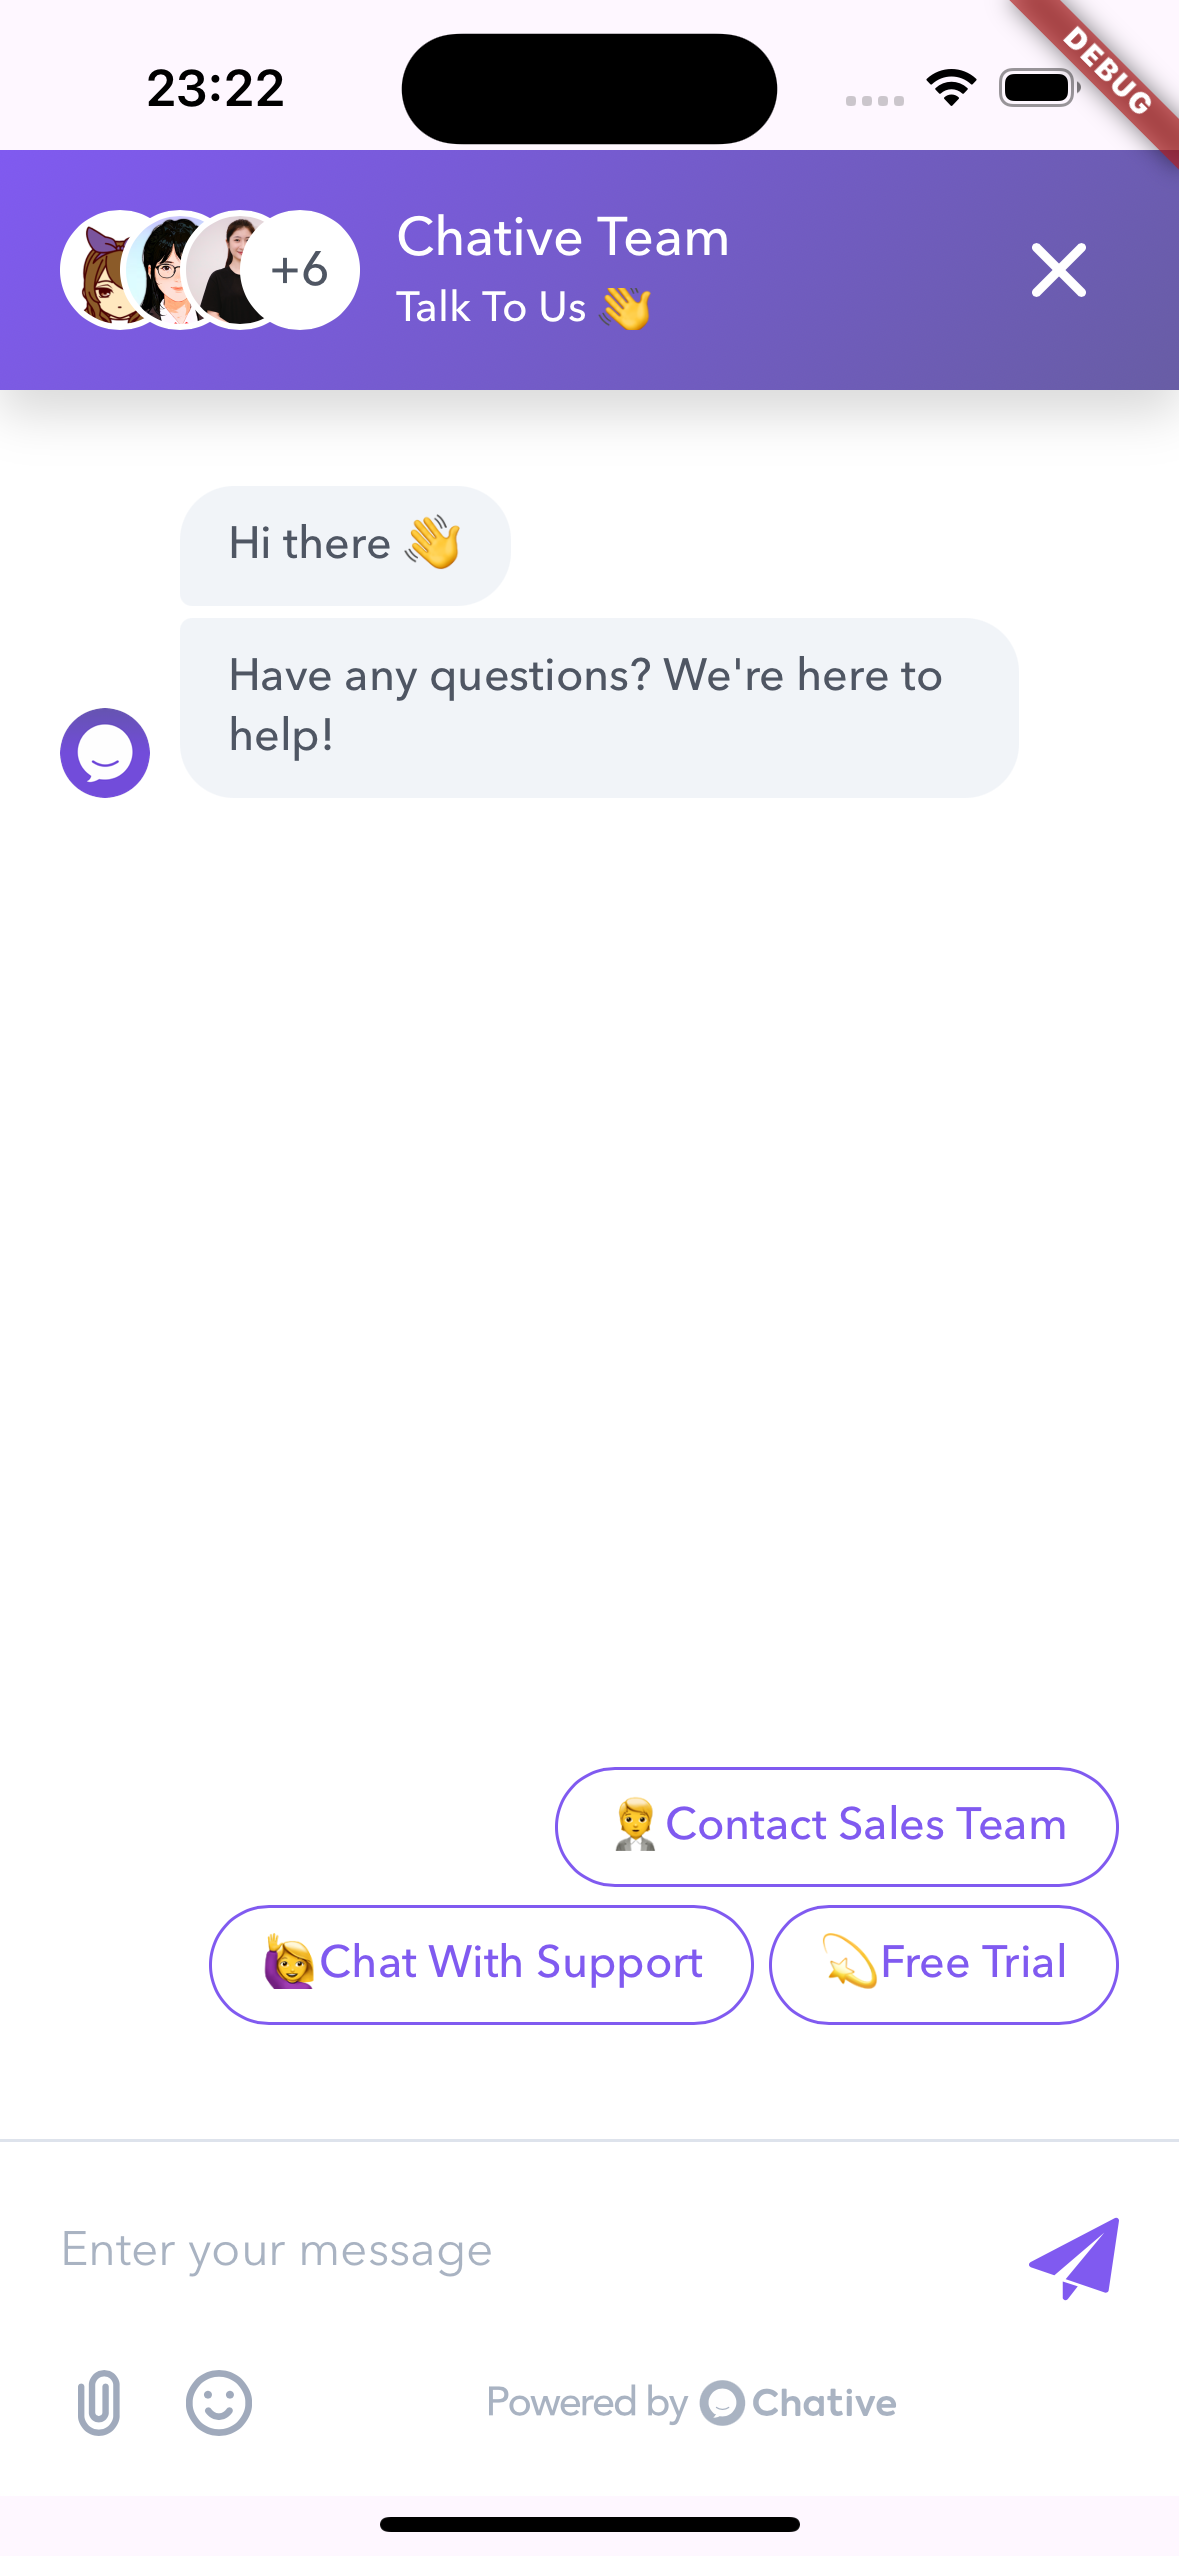 23:22
DEBUG
+6
Chative Team
Talk To Us 👋
Hi there 👋
Have any questions? We're here to
help!
🧑‍💼Contact Sales Team
🙋‍♀️Chat With Support
💫Free Trial
Enter your message
Powered by Chative